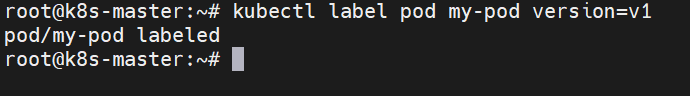 root@k8s-master:~# kubectl label pod my-pod version=v1
pod/my-pod labeled
root@k8s-master:~#